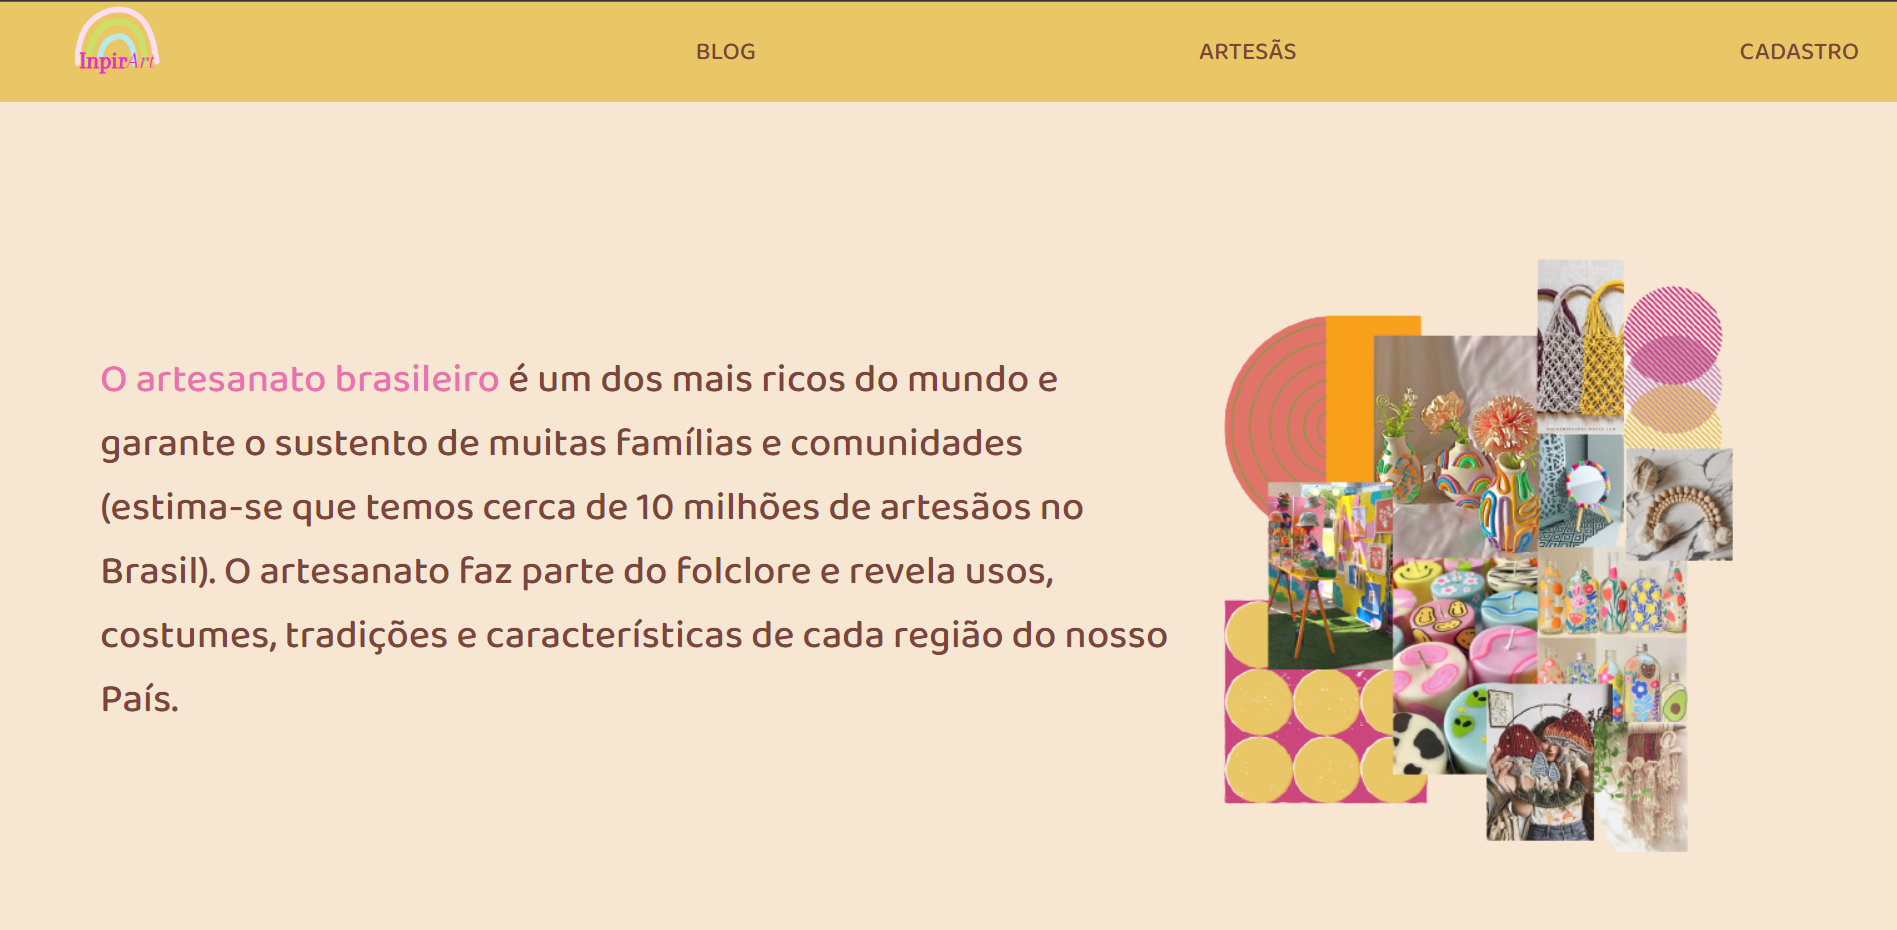 InpirArt
BLOG
ARTESÃS
CADASTRO
O artesanato brasileiro é um dos mais ricos do mundo e
garante o sustento de muitas famílias e comunidades
(estima-se que temos cerca de 10 milhões de artesãos no
Brasil). O artesanato faz parte do folclore e revela usos,
costumes, tradições e características de cada região do nosso
País.